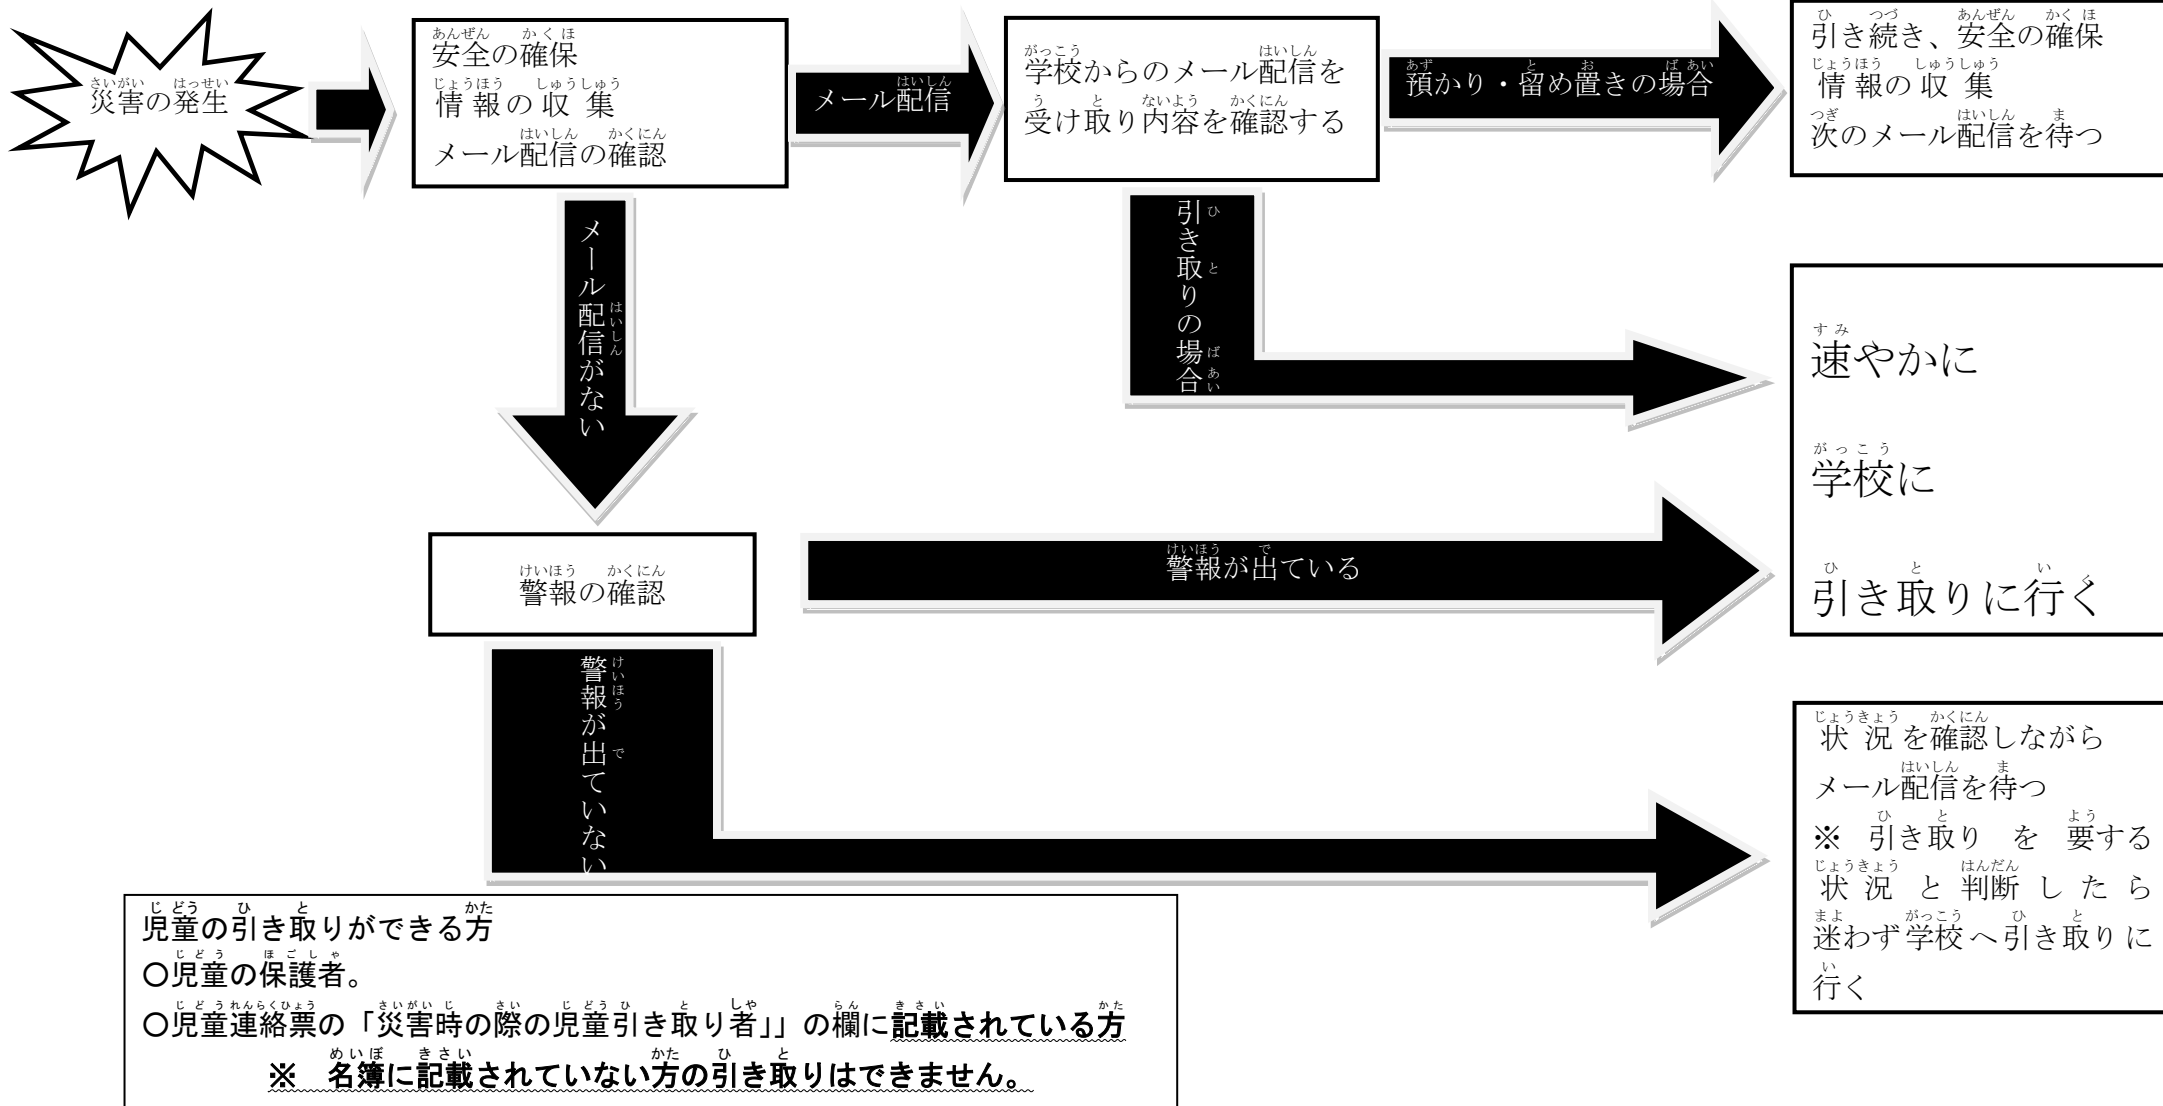 災害の発生
安全の確保
情報の収集
メール配信の確認
メール配信
学校からのメール配信を
受け取り内容を確認する
預かり・留め置きの場合
引き続き、安全の確保
情報の収集
次のメール配信を待つ
メール配信がない
引き取りの場合
速やかに
学校に
引き取りに行く
警報の確認
警報が出ている
警報が出ていない
状況を確認しながら
メール配信を待つ
※ 引き取り を 要する
状況 と 判断 し た ら
迷わず学校へ引き取りに
行く
児童の引き取りができる方
〇児童の保護者。
〇児童連絡票の「災害時の際の児童引き取り者」」の欄に記載されている方
※ 名簿に記載されていない方の引き取りはできません。